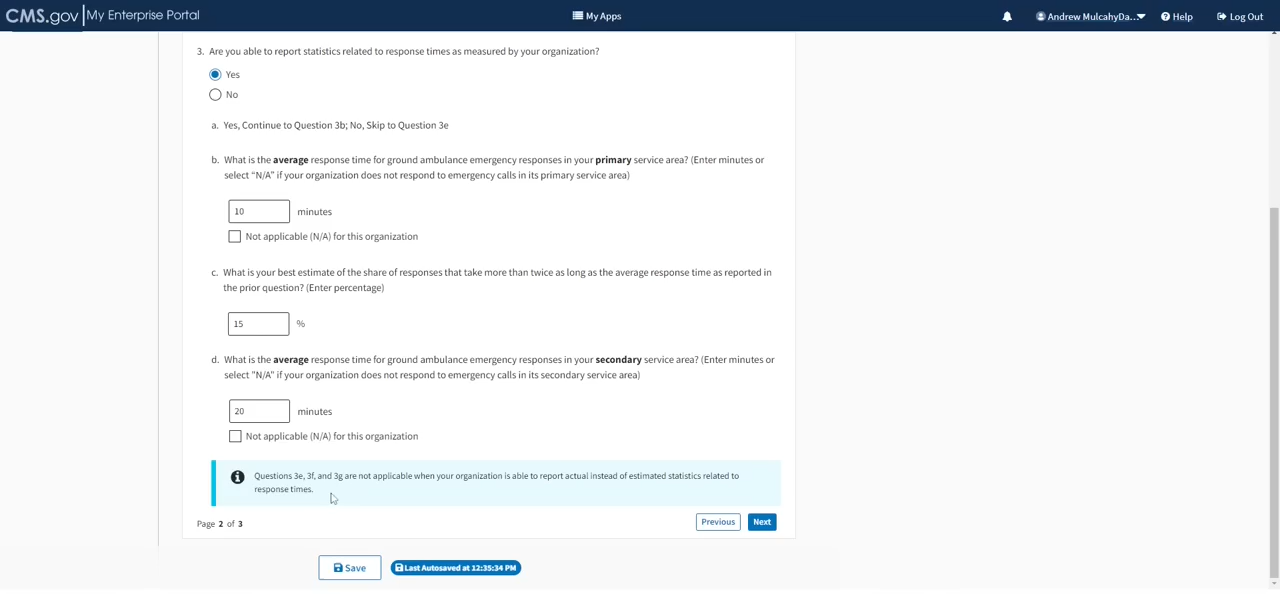 CMS.gov My Enterprise Portal
My Apps
Andrew MulcahyDa...
Help
Log Out
3. Are you able to report statistics related to response times as measured by your organization?
Yes
No
a. Yes, Continue to Question 3b; No, Skip to Question 3e
b. What is the average response time for ground ambulance emergency responses in your primary service area? (Enter minutes or
select “N/A” if your organization does not respond to emergency calls in its primary service area)
10 minutes
Not applicable (N/A) for this organization
c. What is your best estimate of the share of responses that take more than twice as long as the average response time as reported in
the prior question? (Enter percentage)
15 %
d. What is the average response time for ground ambulance emergency responses in your secondary service area? (Enter minutes or
select "N/A" if your organization does not respond to emergency calls in its secondary service area)
20 minutes
Not applicable (N/A) for this organization
Questions 3e, 3f, and 3g are not applicable when your organization is able to report actual instead of estimated statistics related to
response times.
Page 2 of 3
Previous
Next
Save
Last Autosaved at 12:35:34 PM